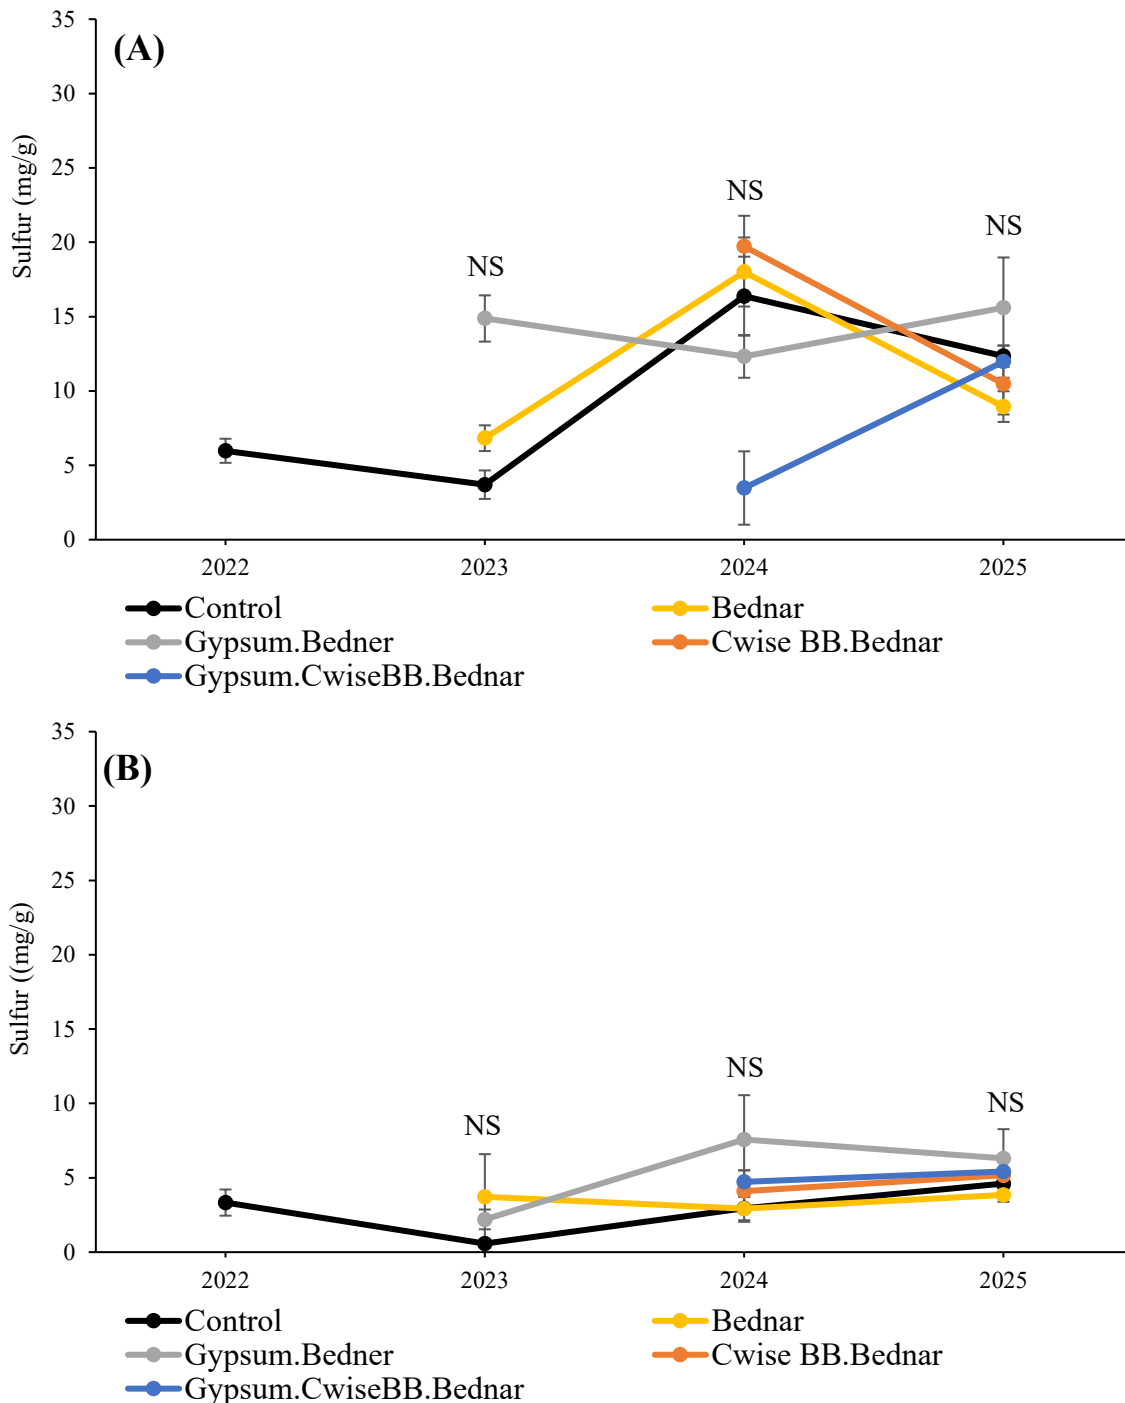 (A)
Sulfur (mg/g)
35
30
25
20
15
10
5
0
NS
NS
NS
2022 2023 2024 2025
Control Bednar
Gypsum.Bedner Cwise BB.Bednar
Gypsum.CwiseBB.Bednar
(B)
Sulfur ((mg/g)
35
30
25
20
15
10
5
0
NS
NS
NS
2022 2023 2024 2025
Control Bednar
Gypsum.Bedner Cwise BB.Bednar
Gypsum.CwiseBB.Bednar